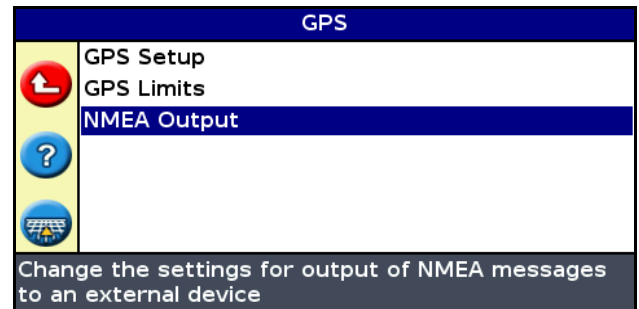 GPS
GPS Setup
GPS Limits
NMEA Output
?
Change the settings for output of NMEA messages
to an external device